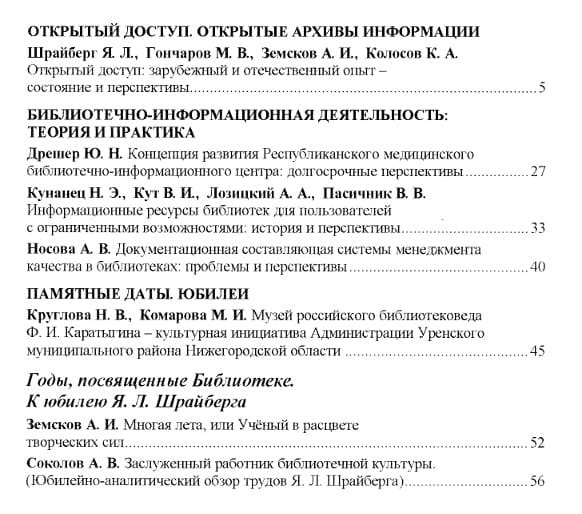 ОТКРЫТЫЙ ДОСТУП. ОТКРЫТЫЕ АРХИВЫ ИНФОРМАЦИИ
Шрайберг Я. Л., Гончаров М. В., Земсков А. И., Колосов К. А.
Открытый доступ: зарубежный и отечественный опыт –
состояние и перспективы...............................................................................5
БИБЛИОТЕЧНО-ИНФОРМАЦИОННАЯ ДЕЯТЕЛЬНОСТЬ:
ТЕОРИЯ И ПРАКТИКА
Дрешер Ю. Н. Концепция развития Республиканского медицинского
библиотечно-информационного центра: долгосрочные перспективы.............27
Кунанец Н. Э., Кут В. И., Лозицкий А. А., Пасичник В. В.
Информационные ресурсы библиотек для пользователей
с ограниченными возможностями: история и перспективы.............................33
Носова А. В. Документационная составляющая системы менеджмента
качества в библиотеках: проблемы и перспективы..........................................40
ПАМЯТНЫЕ ДАТЫ. ЮБИЛЕИ
Круглова Н. В., Комарова М. И. Музей российского библиотековеда
Ф. И. Каратыгина – культурная инициатива Администрации Уренского
муниципального района Нижегородской области ..........................................45
Годы, посвященные Библиотеке.
К юбилею Я. Л. Шрайберга
Земсков А. И. Многая лета, или Учёный в расцвете
творческих сил...............................................................................................52
Соколов А. В. Заслуженный работник библиотечной культуры.
(Юбилейно-аналитический обзор трудов Я. Л. Шрайберга)............................56